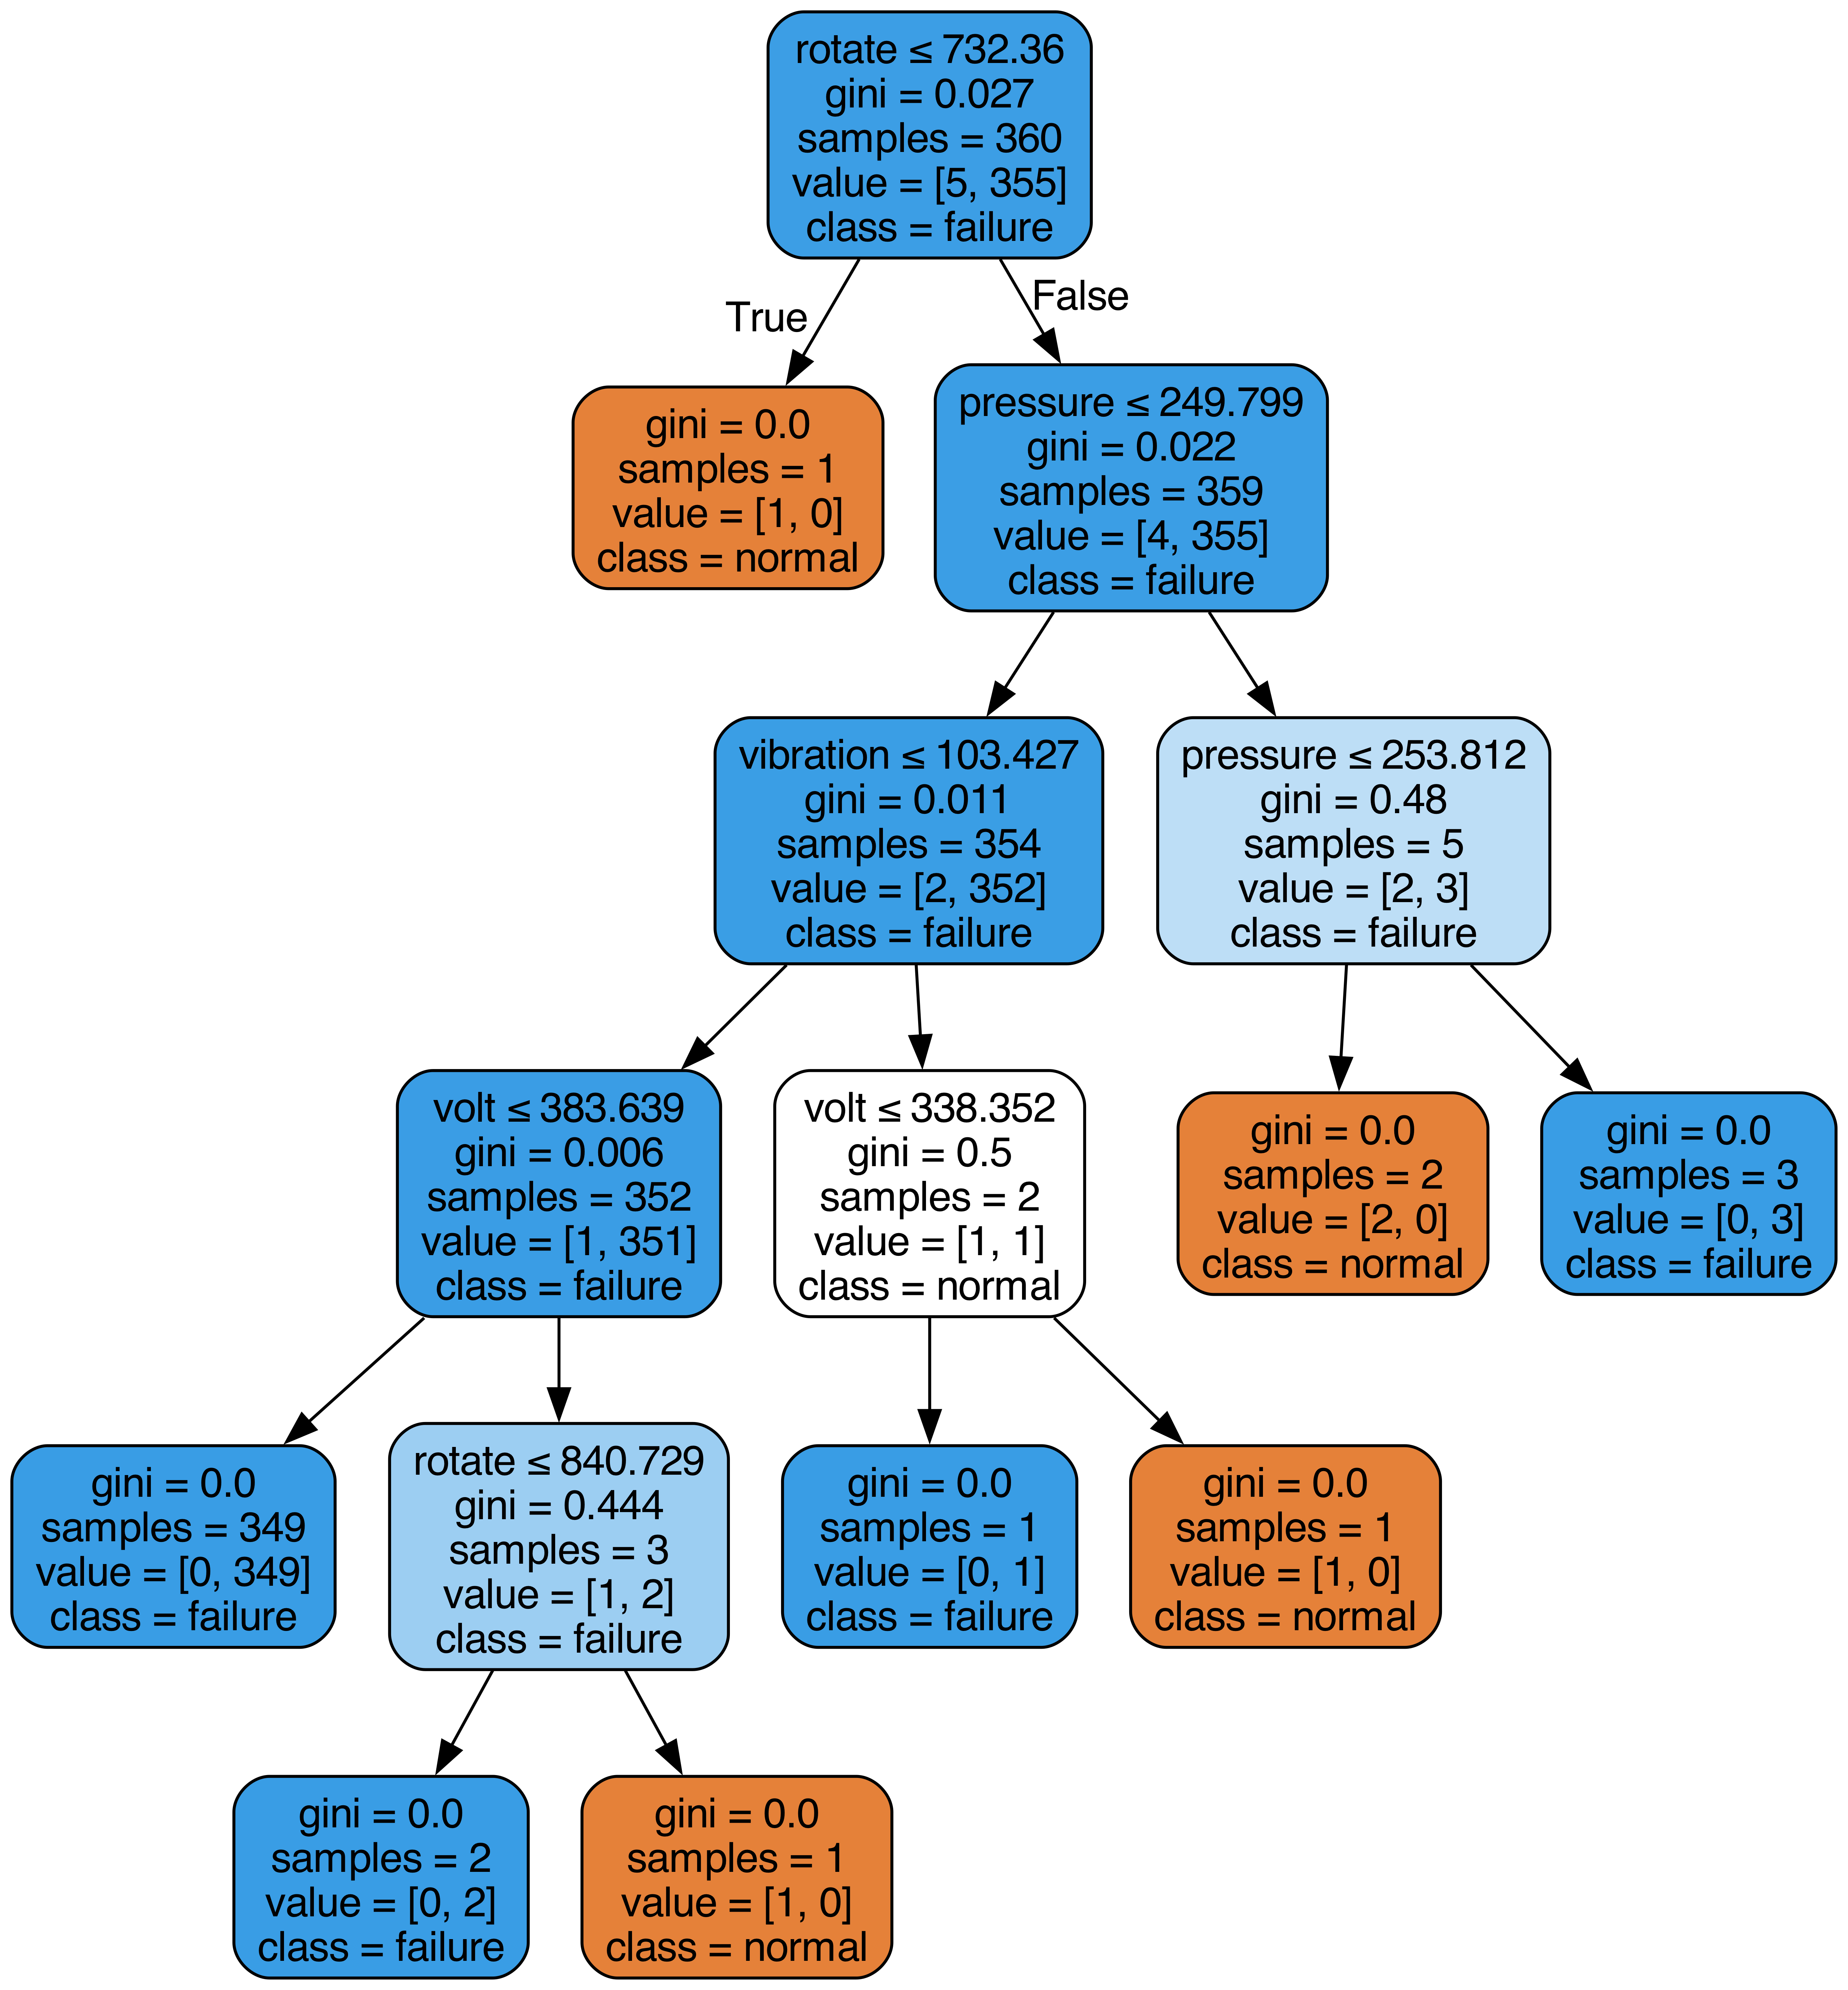 rotate ≤ 732.36
gini = 0.027
samples = 360
value = [5, 355]
class = failure
True
False
gini = 0.0
samples = 1
value = [1, 0]
class = normal
pressure ≤ 249.799
gini = 0.022
samples = 359
value = [4, 355]
class = failure
vibration ≤ 103.427
gini = 0.011
samples = 354
value = [2, 352]
class = failure
pressure ≤ 253.812
gini = 0.48
samples = 5
value = [2, 3]
class = failure
volt ≤ 383.639
gini = 0.006
samples = 352
value = [1, 351]
class = failure
volt ≤ 338.352
gini = 0.5
samples = 2
value = [1, 1]
class = normal
gini = 0.0
samples = 2
value = [2, 0]
class = normal
gini = 0.0
samples = 3
value = [0, 3]
class = failure
gini = 0.0
samples = 349
value = [0, 349]
class = failure
rotate ≤ 840.729
gini = 0.444
samples = 3
value = [1, 2]
class = failure
gini = 0.0
samples = 1
value = [0, 1]
class = failure
gini = 0.0
samples = 1
value = [1, 0]
class = normal
gini = 0.0
samples = 2
value = [0, 2]
class = failure
gini = 0.0
samples = 1
value = [1, 0]
class = normal